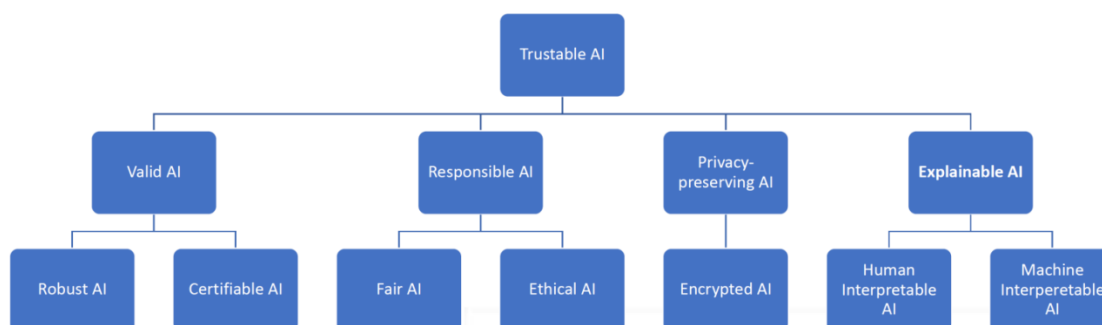 Trustable AI
Valid AI
Responsible AI
Privacy-
preserving AI
Explainable AI
Robust AI
Certifiable AI
Fair AI
Ethical AI
Encrypted AI
Human
Interpretable
AI
Machine
Interperetable
AI